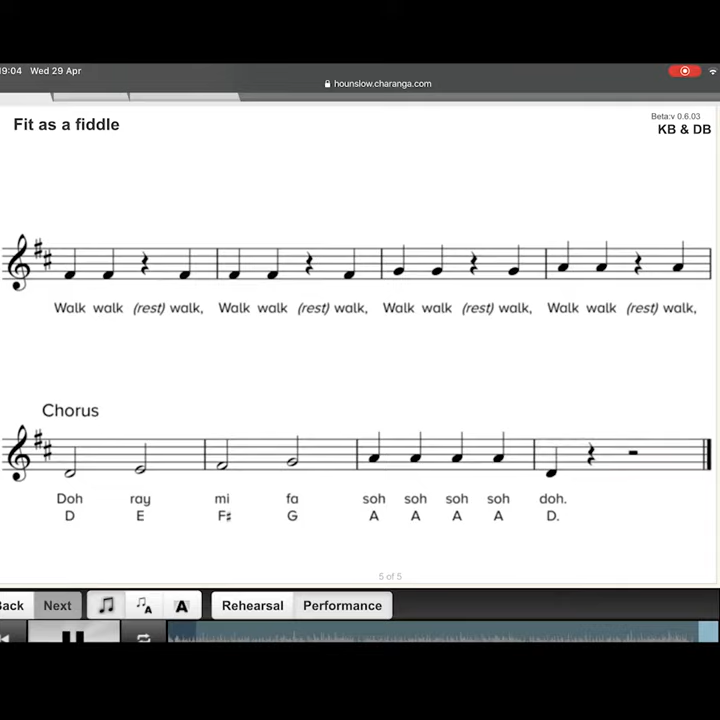 19:04 Wed 29 Apr
hounslow.charanga.com
Fit as a fiddle
Beta:v 0.6.03
KB & DB
Walk walk (rest) walk, Walk walk (rest) walk, Walk walk (rest) walk, Walk walk (rest) walk,
Chorus
Doh ray mi fa soh soh soh soh doh.
D E F♯ G A A A A D.
5 of 5
Back Next A A Rehearsal Performance